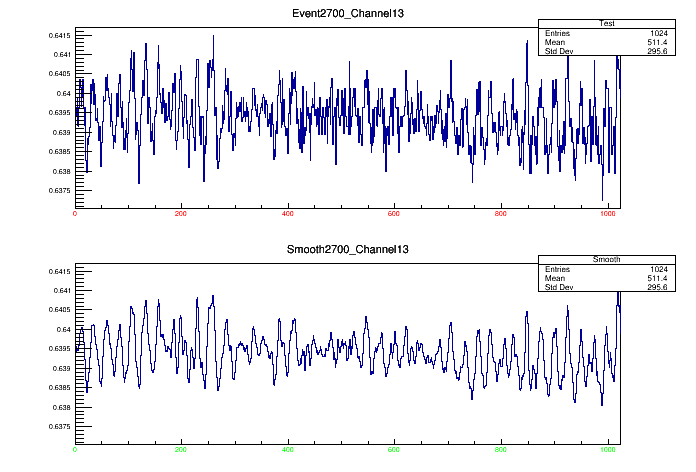 Event2700_Channel13
Test
Entries 1024
Mean 511.4
Std Dev 295.6
0.6415
0.641
0.6405
0.64
0.6395
0.639
0.6385
0.638
0.6375
0 200 400 600 800 1000
Smooth2700_Channel13
Smooth
Entries 1024
Mean 511.4
Std Dev 295.6
0.6415
0.641
0.6405
0.64
0.6395
0.639
0.6385
0.638
0.6375
0 200 400 600 800 1000